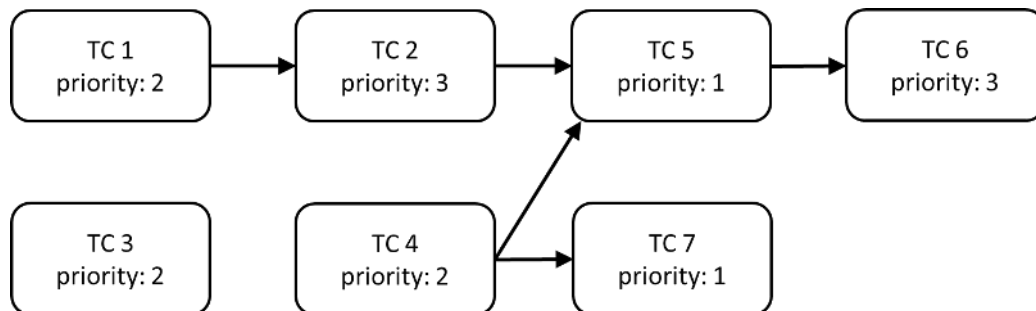 TC 1
priority: 2
TC 2
priority: 3
TC 5
priority: 1
TC 6
priority: 3
TC 3
priority: 2
TC 4
priority: 2
TC 7
priority: 1